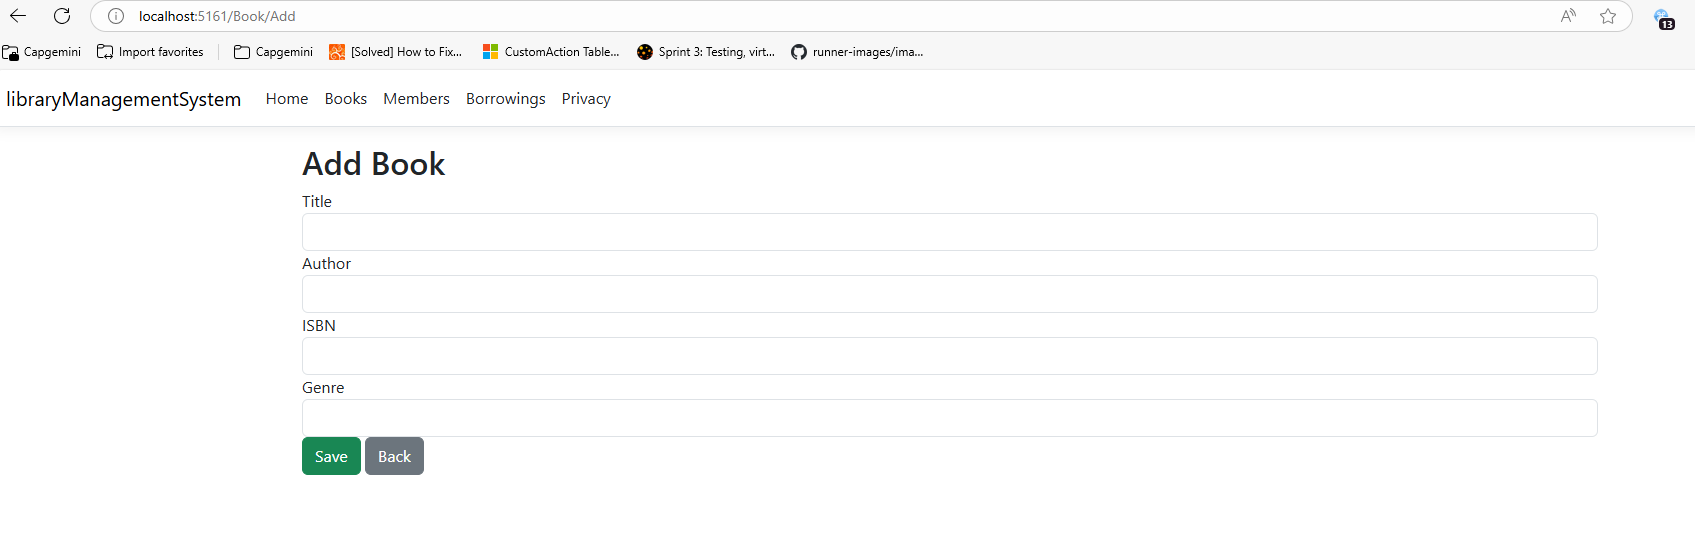 localhost:5161/Book/Add
13
Capgemini Import favorites Capgemini [Solved] How to Fix... CustomAction Table... Sprint 3: Testing, virt... runner-images/ima...
libraryManagementSystem Home Books Members Borrowings Privacy
Add Book
Title
Author
ISBN
Genre
Save Back